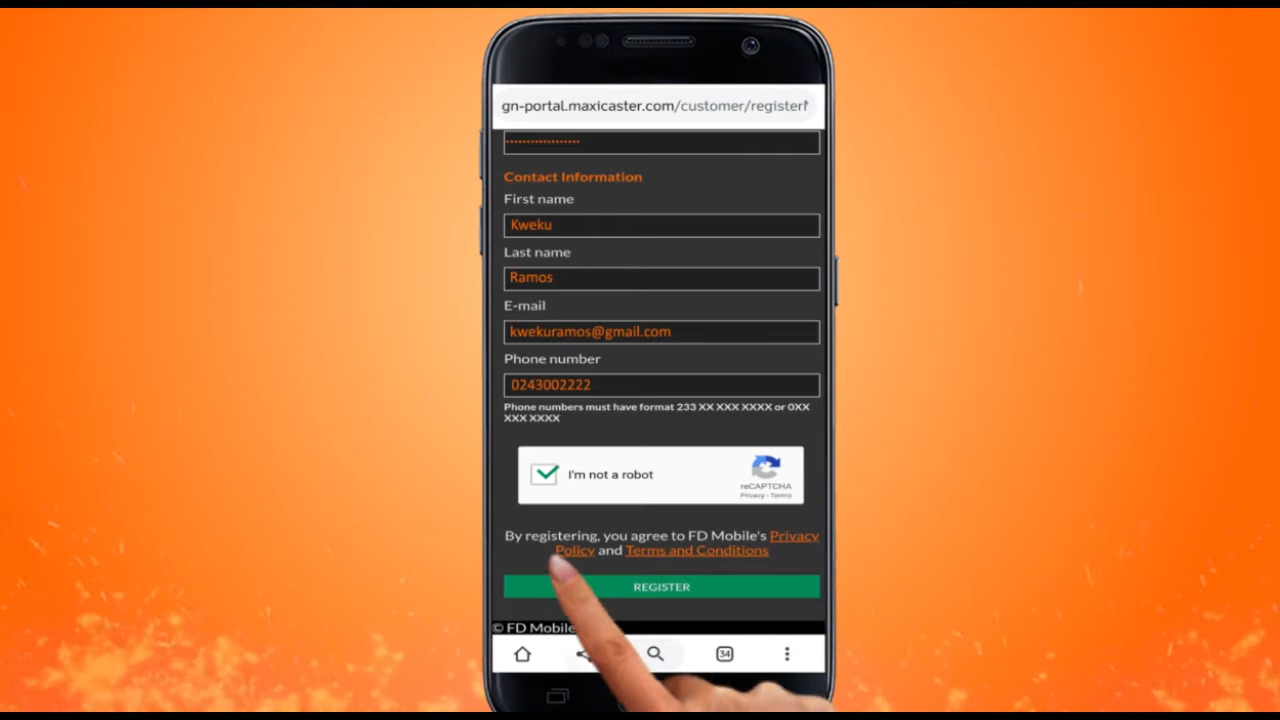 gn-portal.maxicaster.com/customer/register
Contact Information
First name
Kweku
Last name
Ramos
E-mail
kwekuramos@gmail.com
Phone number
0243002222
Phone numbers must have format 233 XX XXX XXXX or 0XX
XXX XXXX
I'm not a robot
reCAPTCHA
Privacy - Terms
By registering, you agree to FD Mobile's Privacy
Policy and Terms and Conditions
REGISTER
© FD Mobile
34